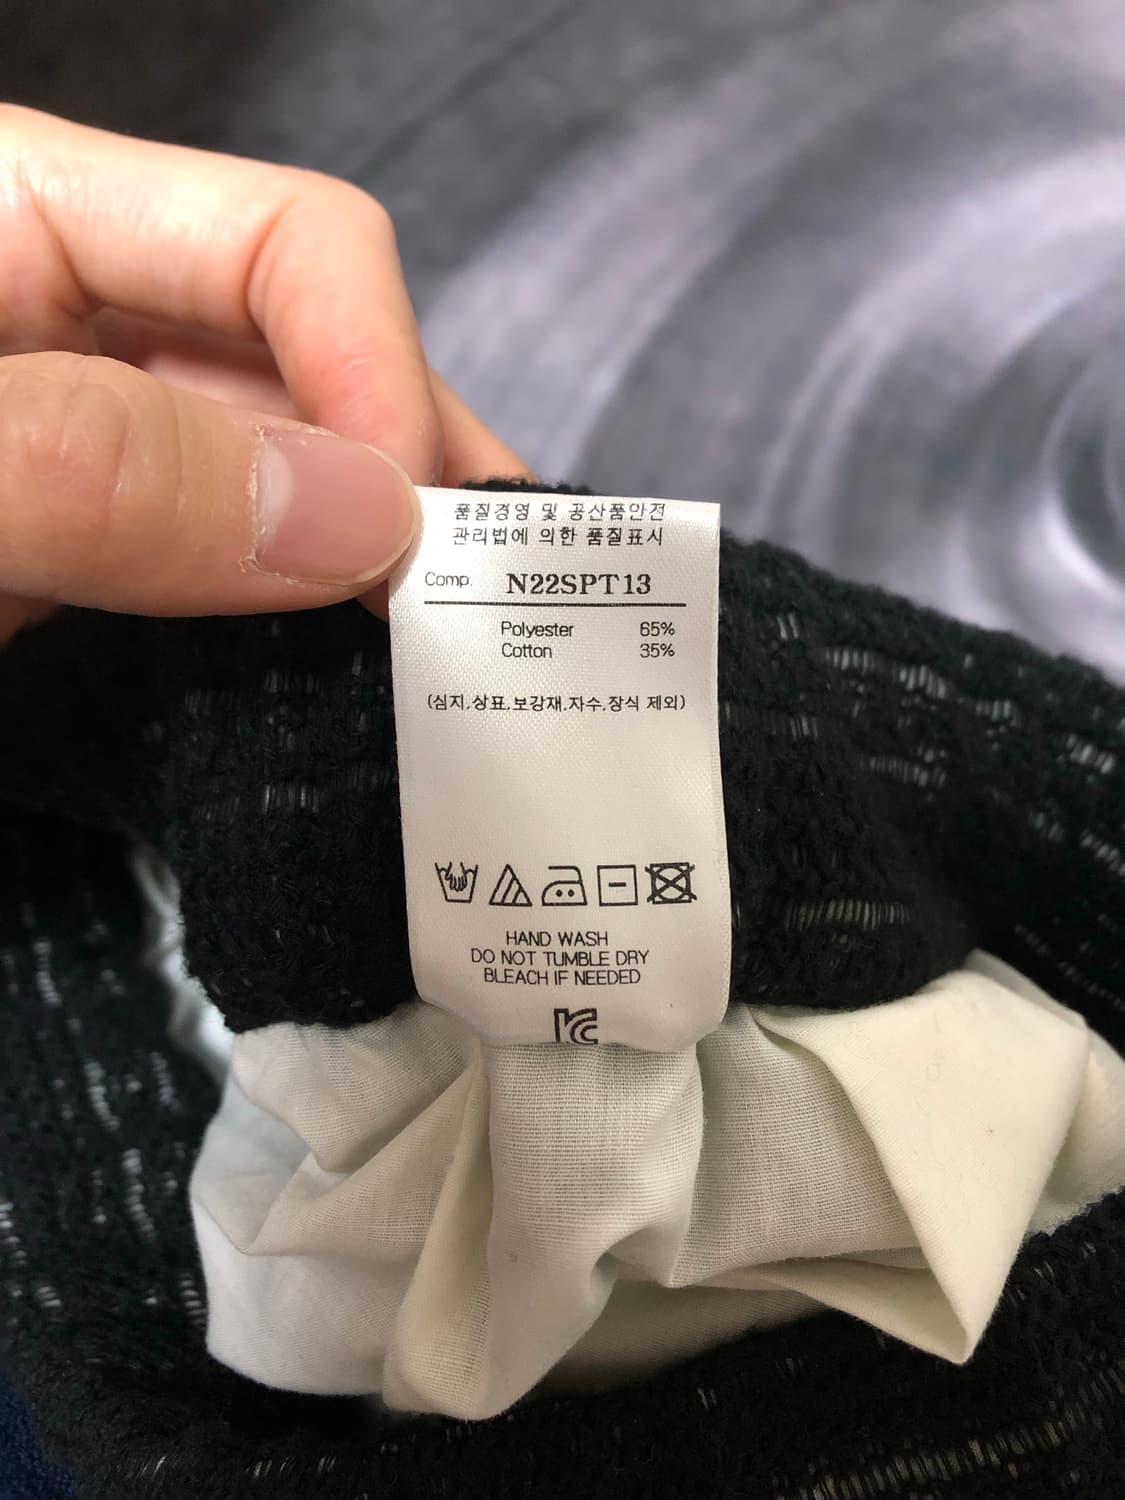 품질경영 및 공산품안전
관리법에 의한 품질표시
Comp. N22SPT13
Polyester 65%
Cotton 35%
(심지,상표,보강재,자수,장식 제외)
HAND WASH
DO NOT TUMBLE DRY
BLEACH IF NEEDED
KC